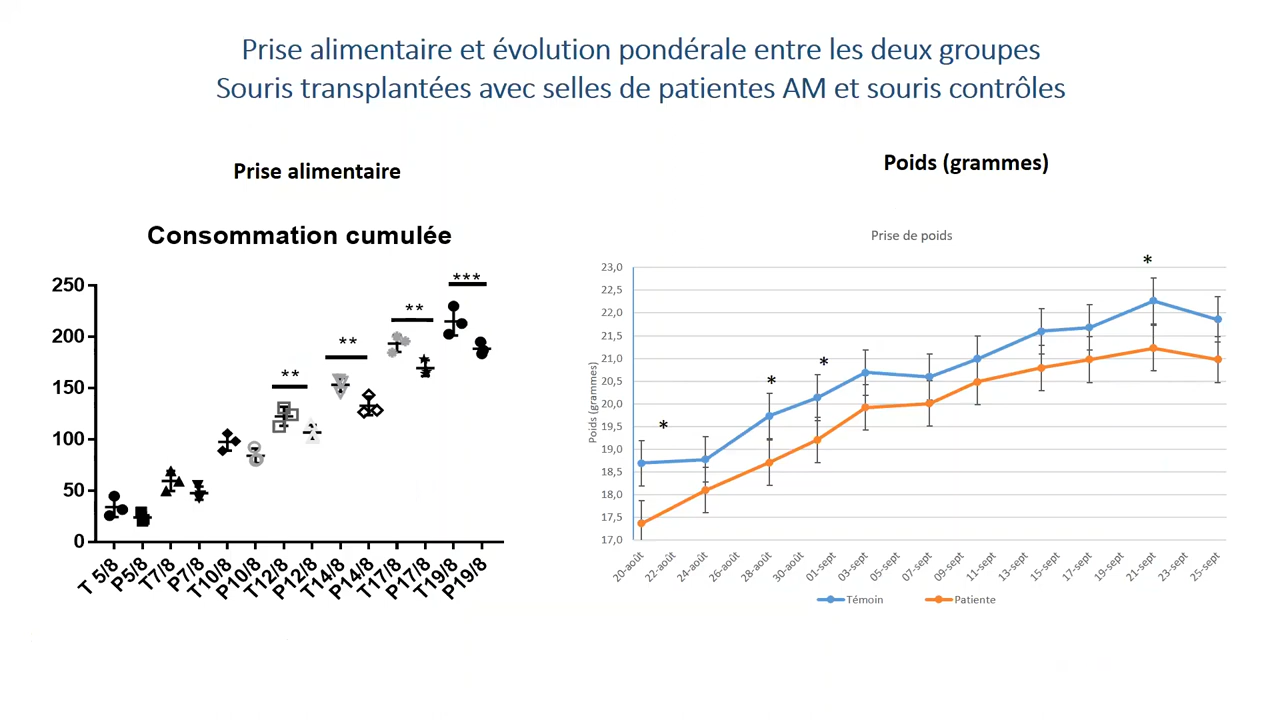 Prise alimentaire et évolution pondérale entre les deux groupes
Souris transplantées avec selles de patientes AM et souris contrôles
Prise alimentaire
Consommation cumulée
250
200
150
100
50
0
**
**
**
***
T 5/8
P5/8
T7/8
P7/8
T10/8
P10/8
T12/8
P12/8
T14/8
P14/8
T17/8
P17/8
T19/8
P19/8
Poids (grammes)
Prise de poids
Poids (grammes)
23,0
22,5
22,0
21,5
21,0
20,5
20,0
19,5
19,0
18,5
18,0
17,5
17,0
*
*
*
*
20-août
22-août
24-août
26-août
28-août
30-août
01-sept
03-sept
05-sept
07-sept
09-sept
11-sept
13-sept
15-sept
17-sept
19-sept
21-sept
23-sept
25-sept
Témoin
Patiente